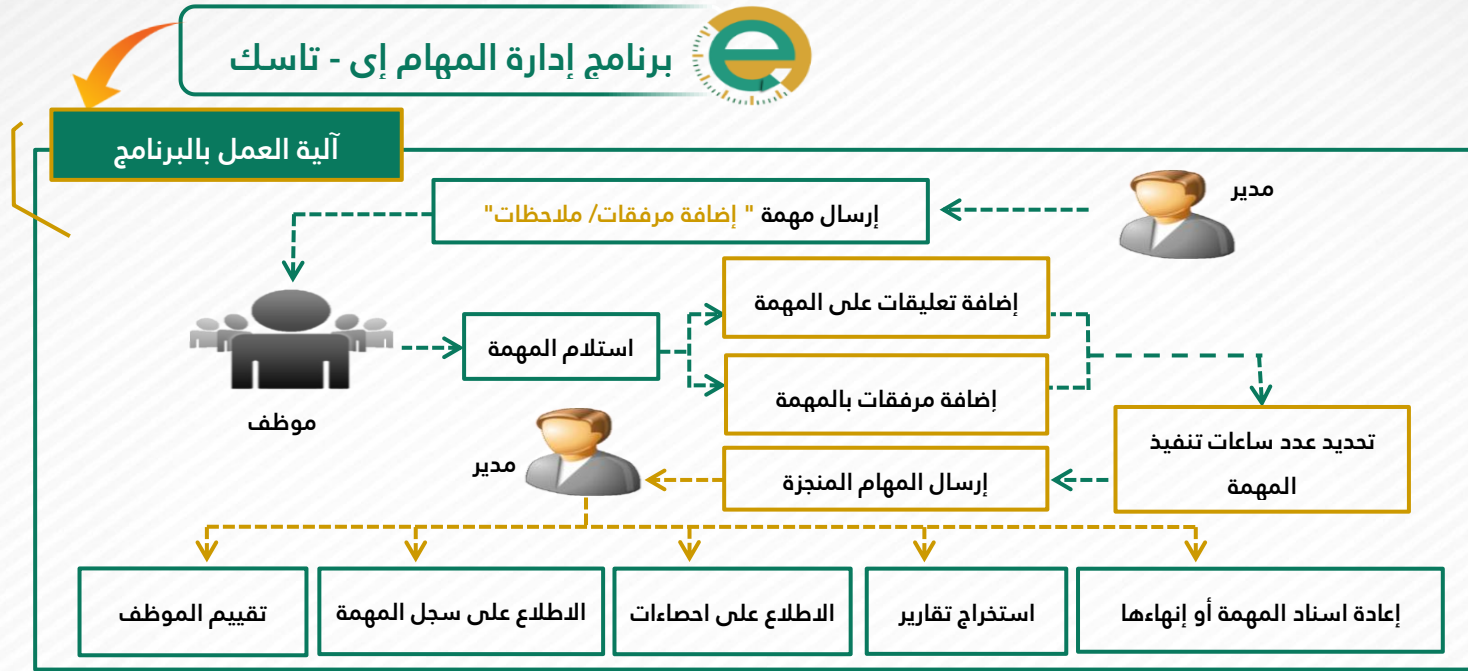 برنامج إدارة المهام إى - تاسك
آلية العمل بالبرنامج
مدير
إرسال مهمة " إضافة مرفقات/ ملاحظات"
موظف
استلام المهمة
إضافة تعليقات على المهمة
إضافة مرفقات بالمهمة
تحديد عدد ساعات تنفيذ
المهمة
إرسال المهام المنجزة
مدير
إعادة اسناد المهمة أو إنهاءها
استخراج تقارير
الاطلاع على احصاءات
الاطلاع على سجل المهمة
تقييم الموظف